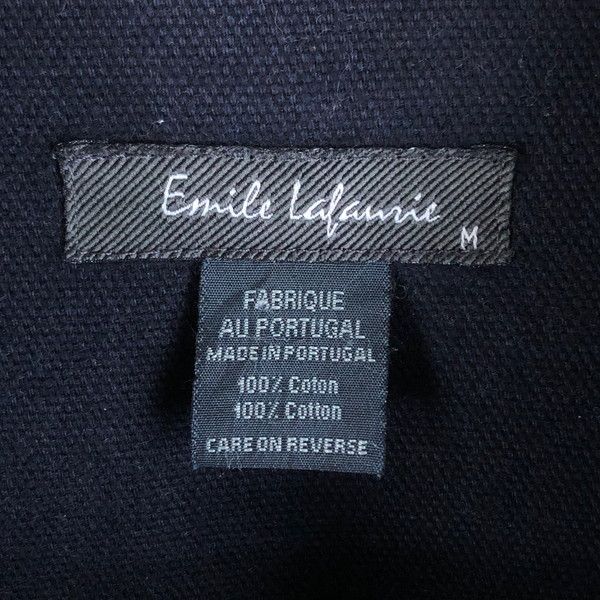 Emile Lafaurie
M
FABRIQUE
AU PORTUGAL
MADE IN PORTUGAL
100% Coton
100% Cotton
CARE ON REVERSE